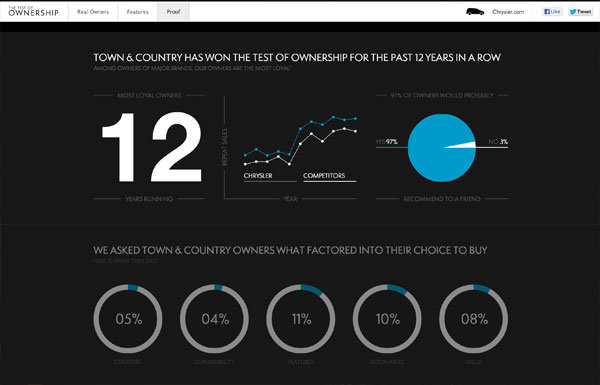 THE TEST OF
OWNERSHIP
Real Owners
Features
Proof
Chrysler.com
Like
Tweet
TOWN & COUNTRY HAS WON THE TEST OF OWNERSHIP FOR THE PAST 12 YEARS IN A ROW
AMONG OWNERS OF MAJOR BRANDS, OUR OWNERS ARE THE MOST LOYAL
MOST LOYAL OWNERS
12
YEARS RUNNING
REPEAT SALES
CHRYSLER
COMPETITORS
YEAR
97% OF OWNERS WOULD PROBABLY
YES 97%
NO 3%
RECOMMEND TO A FRIEND
WE ASKED TOWN & COUNTRY OWNERS WHAT FACTORED INTO THEIR CHOICE TO BUY
HERE IS WHAT THEY SAID
05%
04%
11%
10%
08%
COMFORT
DEPENDABILITY
FEATURES
ROOMINESS
VALUE